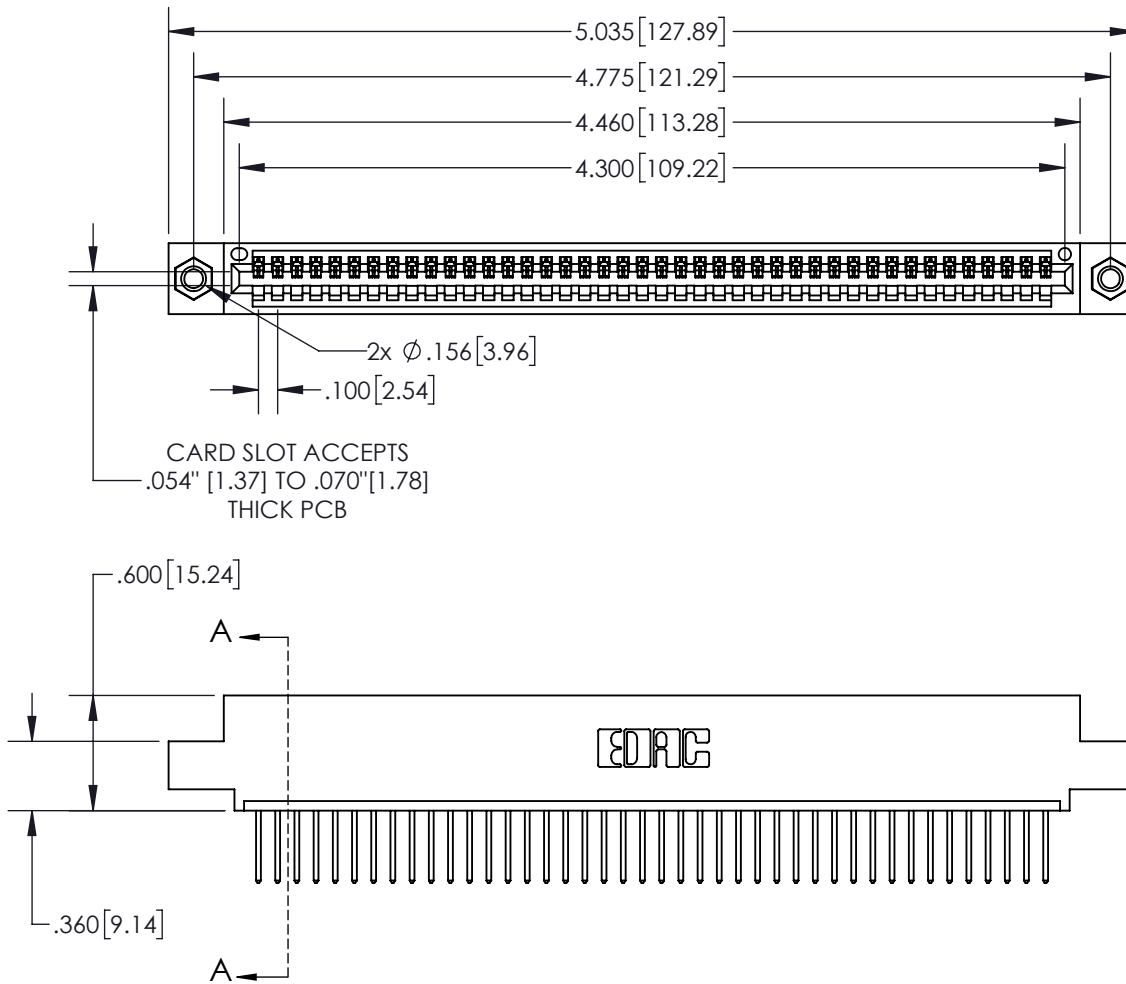 5.035[127.89]
4.775[121.29]
4.460[113.28]
4.300[109.22]
2x ∅.156[3.96]
.100[2.54]
CARD SLOT ACCEPTS
.054" [1.37] TO .070"[1.78]
THICK PCB
.600[15.24]
A
EDAC
.360[9.14]
A